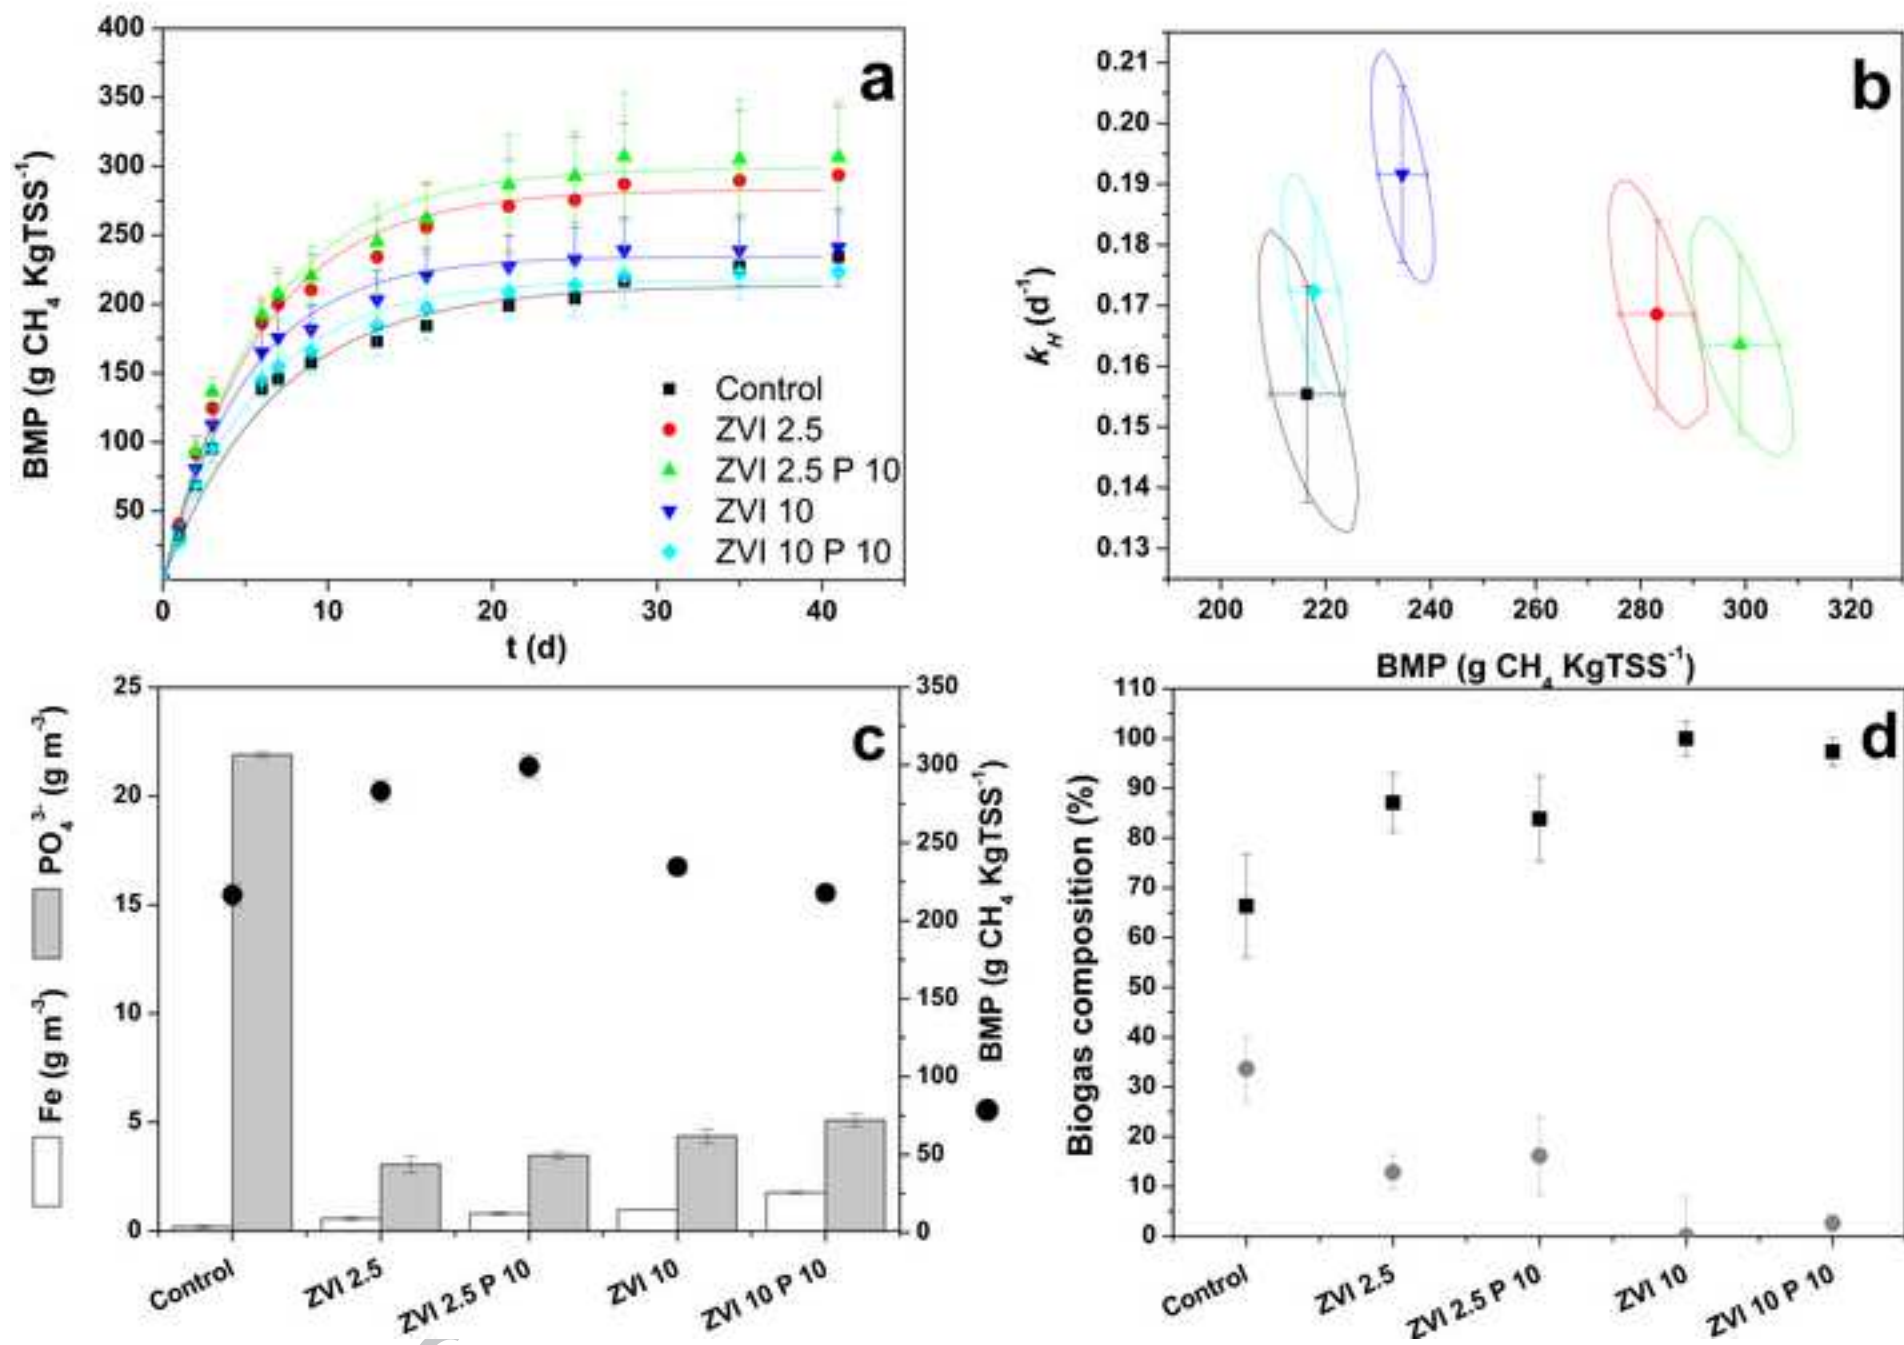 a
400
350
300
250
200
150
100
50
0
10
20
30
40
t (d)
BMP (g CH₄ KgTSS⁻¹)
Control
ZVI 2.5
ZVI 2.5 P 10
ZVI 10
ZVI 10 P 10
b
0.21
0.20
0.19
0.18
0.17
0.16
0.15
0.14
0.13
200
220
240
260
280
300
320
k_H (d⁻¹)
BMP (g CH₄ KgTSS⁻¹)
c
25
20
15
10
5
0
PO₄³⁻ (g m⁻³)
Fe (g m⁻³)
350
300
250
200
150
100
50
0
BMP (g CH₄ KgTSS⁻¹)
Control
ZVI 2.5
ZVI 2.5 P 10
ZVI 10
ZVI 10 P 10
d
110
100
90
80
70
60
50
40
30
20
10
0
Biogas composition (%)
Control
ZVI 2.5
ZVI 2.5 P 10
ZVI 10
ZVI 10 P 10